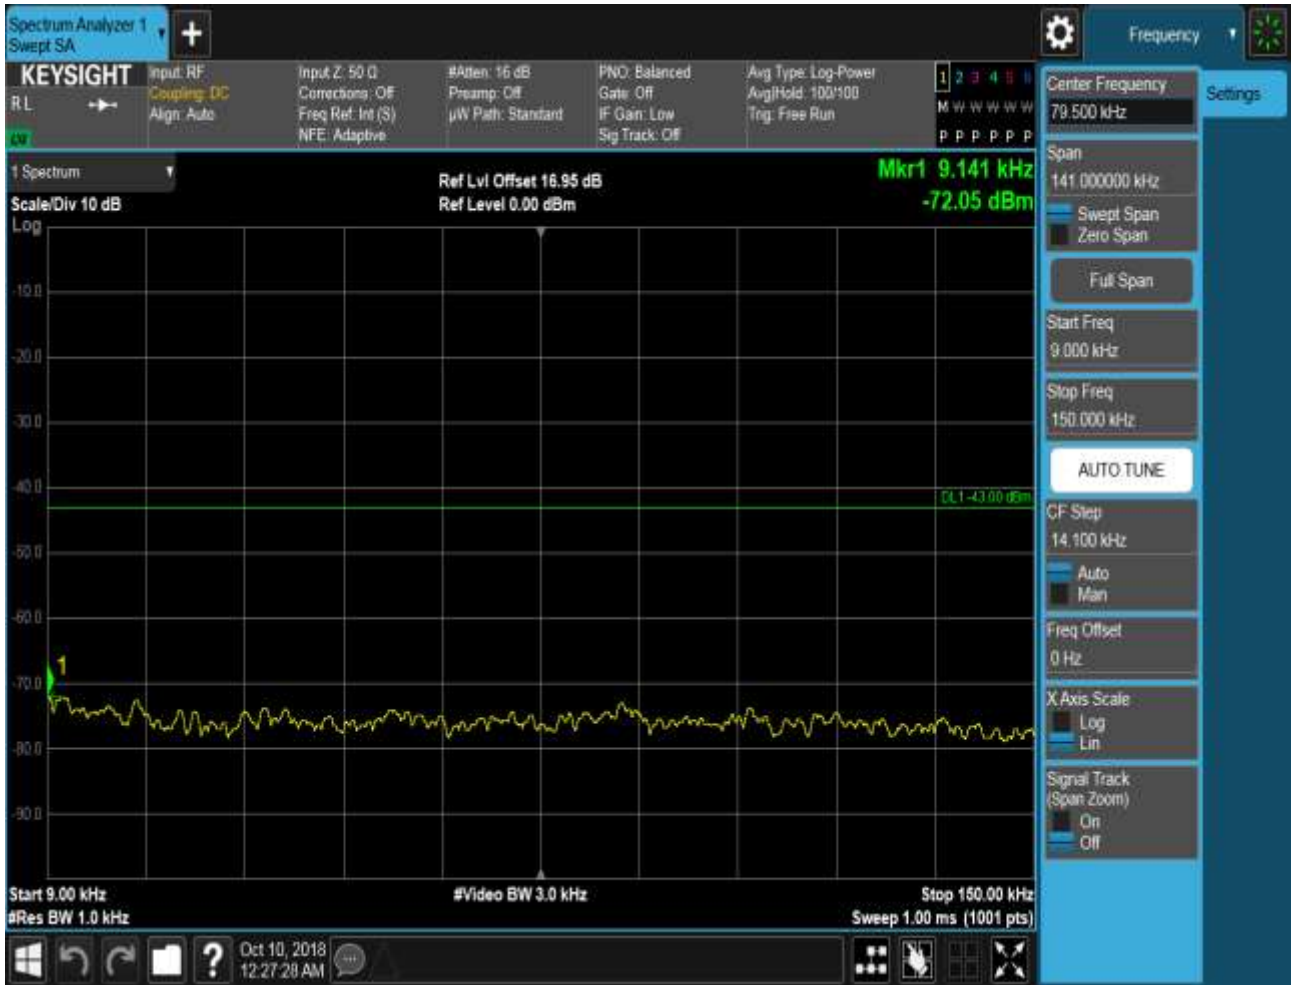 Spectrum Analyzer 1
Swept SA
Frequency
KEYSIGHT
RL
Input: RF
Coupling: DC
Align: Auto
Input Z: 50 Ω
Corrections: Off
Freq Ref: Int (S)
NFE: Adaptive
#Atten: 16 dB
Preamp: Off
µW Path: Standard
PNO: Balanced
Gate: Off
IF Gain: Low
Sig Track: Off
Avg Type: Log-Power
Avg|Hold: 100/100
Trig: Free Run
1 2 3 4 5 6
M W W W W W
P P P P P P
1 Spectrum
Scale/Div 10 dB
Log
Ref Lvl Offset 16.95 dB
Ref Level 0.00 dBm
Mkr1 9.141 kHz
-72.05 dBm
-10.0
-20.0
-30.0
-40.0
-50.0
-60.0
-70.0
-80.0
-90.0
DL1 -43.00 dBm
1
Start 9.00 kHz
#Res BW 1.0 kHz
#Video BW 3.0 kHz
Stop 150.00 kHz
Sweep 1.00 ms (1001 pts)
Center Frequency
79.500 kHz
Settings
Span
141.000000 kHz
Swept Span
Zero Span
Full Span
Start Freq
9.000 kHz
Stop Freq
150.000 kHz
AUTO TUNE
CF Step
14.100 kHz
Auto
Man
Freq Offset
0 Hz
X Axis Scale
Log
Lin
Signal Track
(Span Zoom)
On
Off
?
Oct 10, 2018
12:27:28 AM